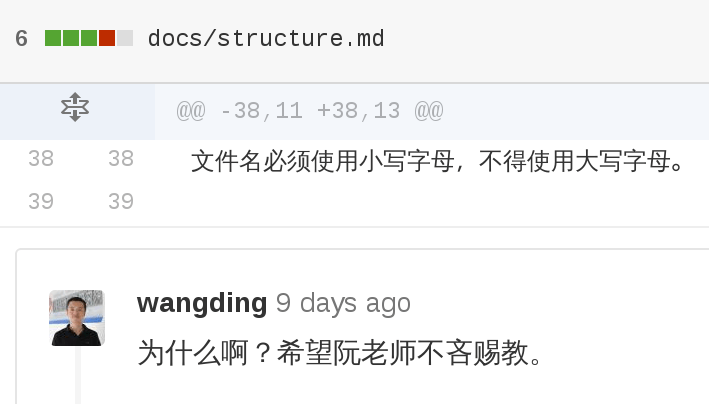 6 docs/structure.md
@@ -38,11 +38,13 @@
38 38 文件名必须使用小写字母，不得使用大写字母。
39 39
wangding 9 days ago
为什么啊？希望阮老师不吝赐教。